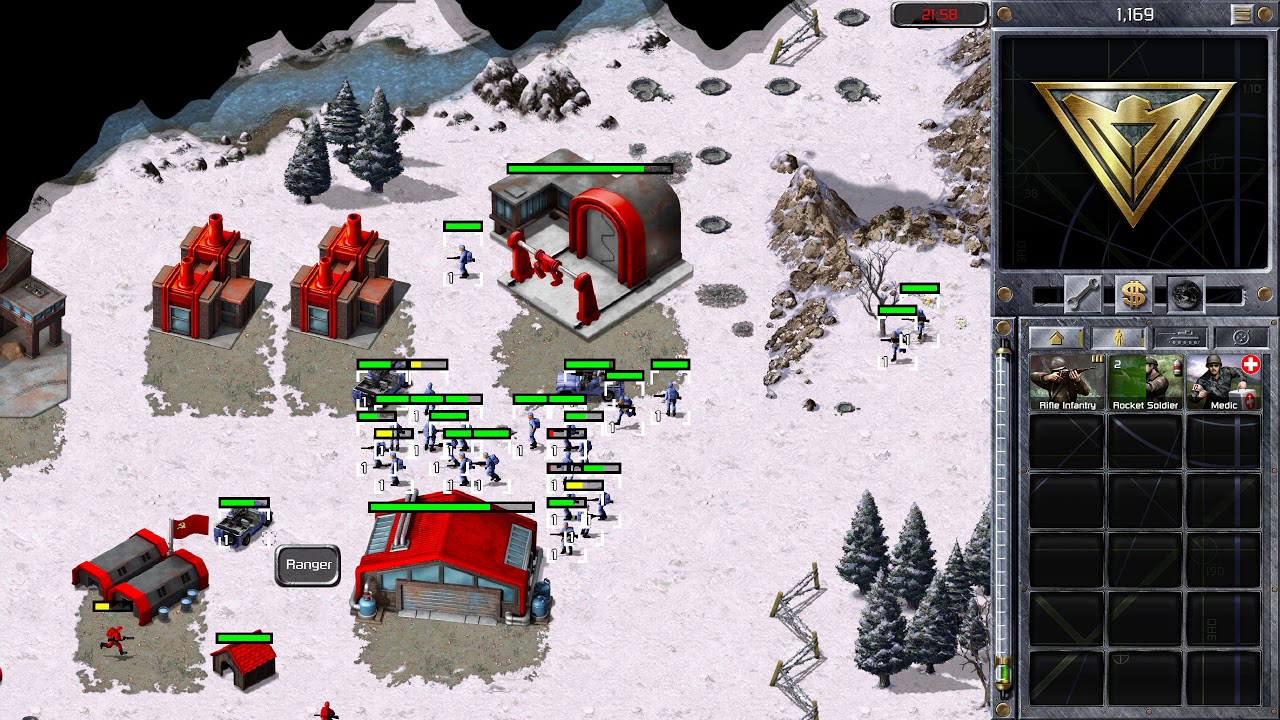 21:58
1,169
Rifle Infantry
2
Rocket Soldier
Medic
Ranger